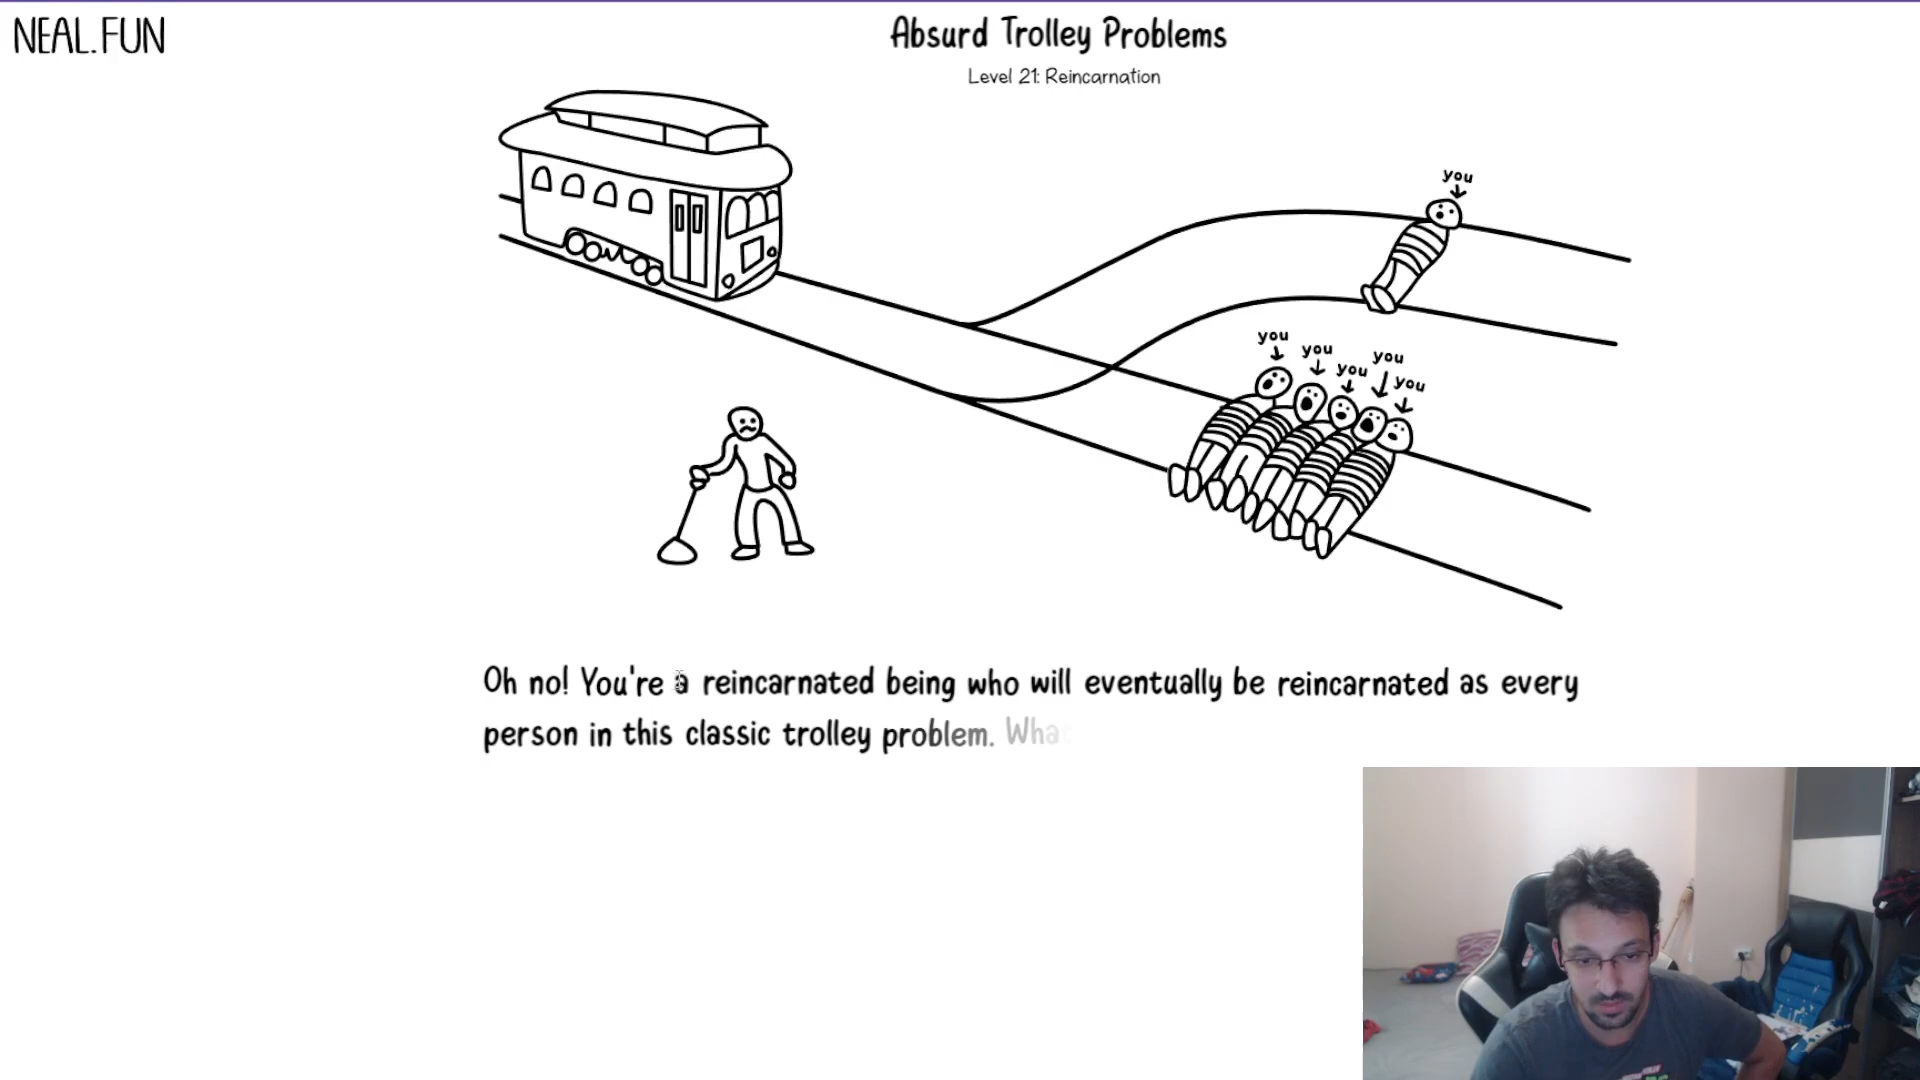 NEAL.FUN
Absurd Trolley Problems
Level 21: Reincarnation
you
you
you
you
you
you
Oh no! You're a reincarnated being who will eventually be reincarnated as every
person in this classic trolley problem. Wha